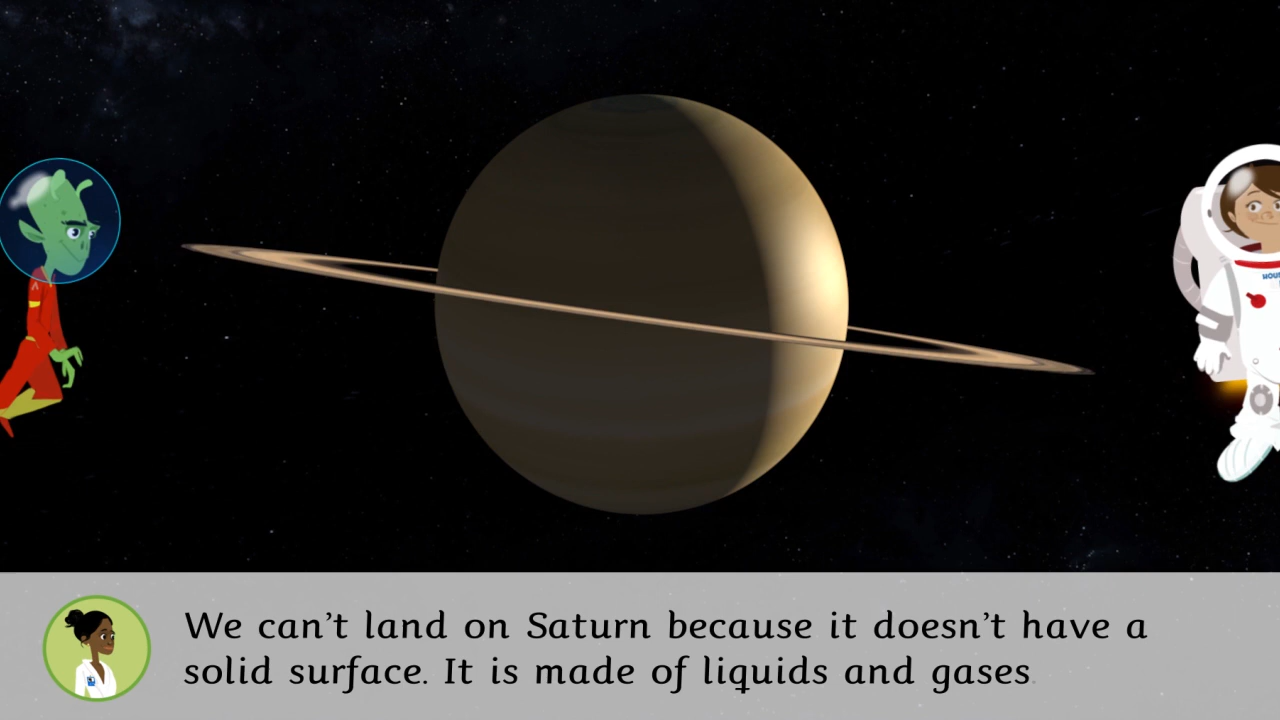 We can't land on Saturn because it doesn't have a
solid surface. It is made of liquids and gases